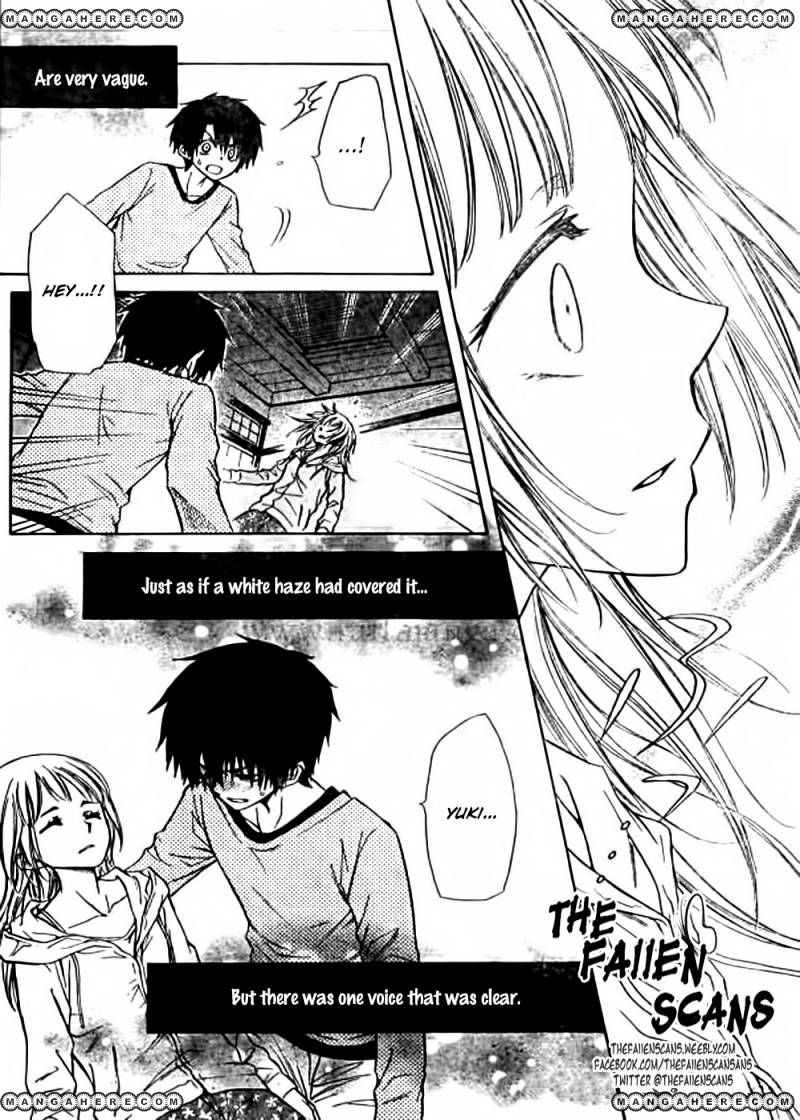 MANGAHERE.COM
MANGAHERE.COM
Are very vague.
...!
HEY...!!
Just as if a white haze had covered it...
YUKI...
But there was one voice that was clear.
THE
FAllEN
SCANS
THEFAllENSCANS.WEEBLY.COM
FACEBOOK.COM/THEFAllENSCANSANS
TWITTER @THEFAllENSCANS
MANGAHERE.COM
MANGAHERE.COM